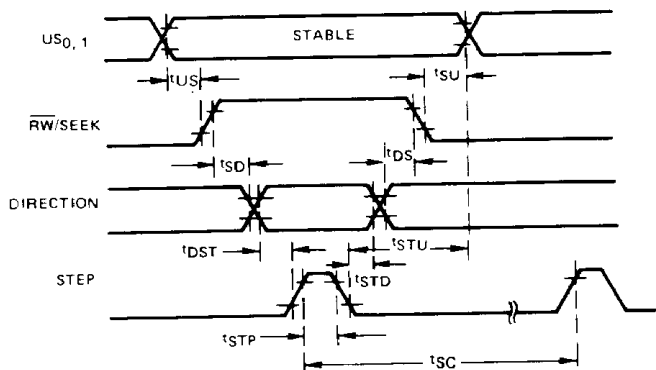 US0, 1
STABLE
tUS
tSU
RW/SEEK
tSD
tDS
DIRECTION
tDST
tSTU
STEP
tSTD
tSTP
tSC